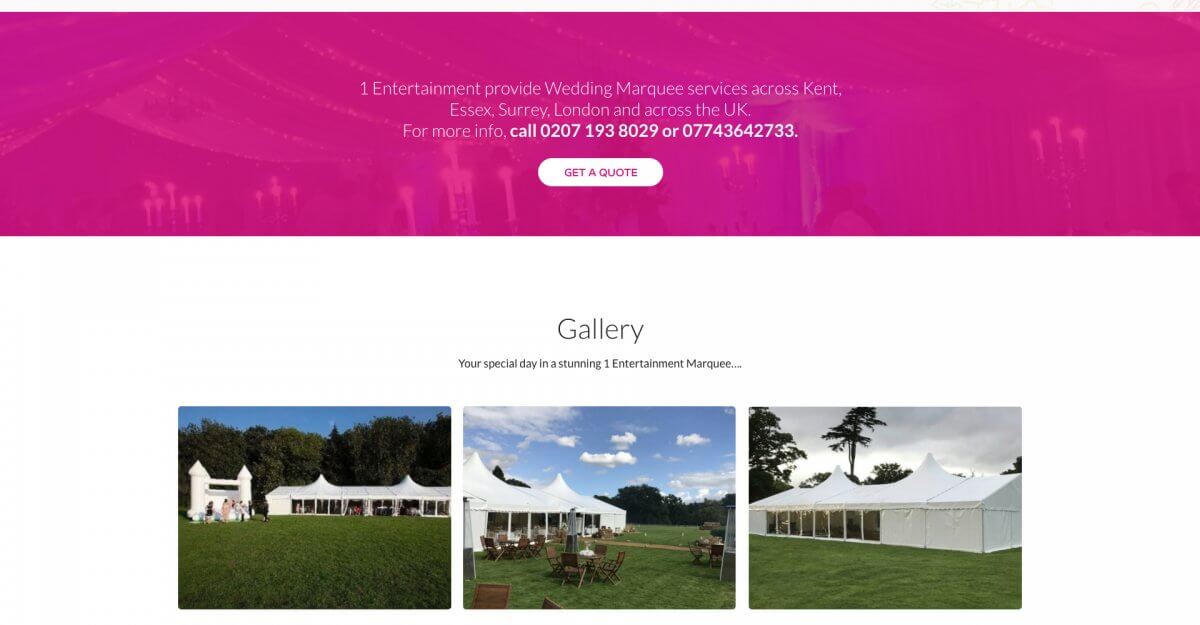 1 Entertainment provide Wedding Marquee services across Kent,
Essex, Surrey, London and across the UK.
For more info, call 0207 193 8029 or 07743642733.
GET A QUOTE
Gallery
Your special day in a stunning 1 Entertainment Marquee....